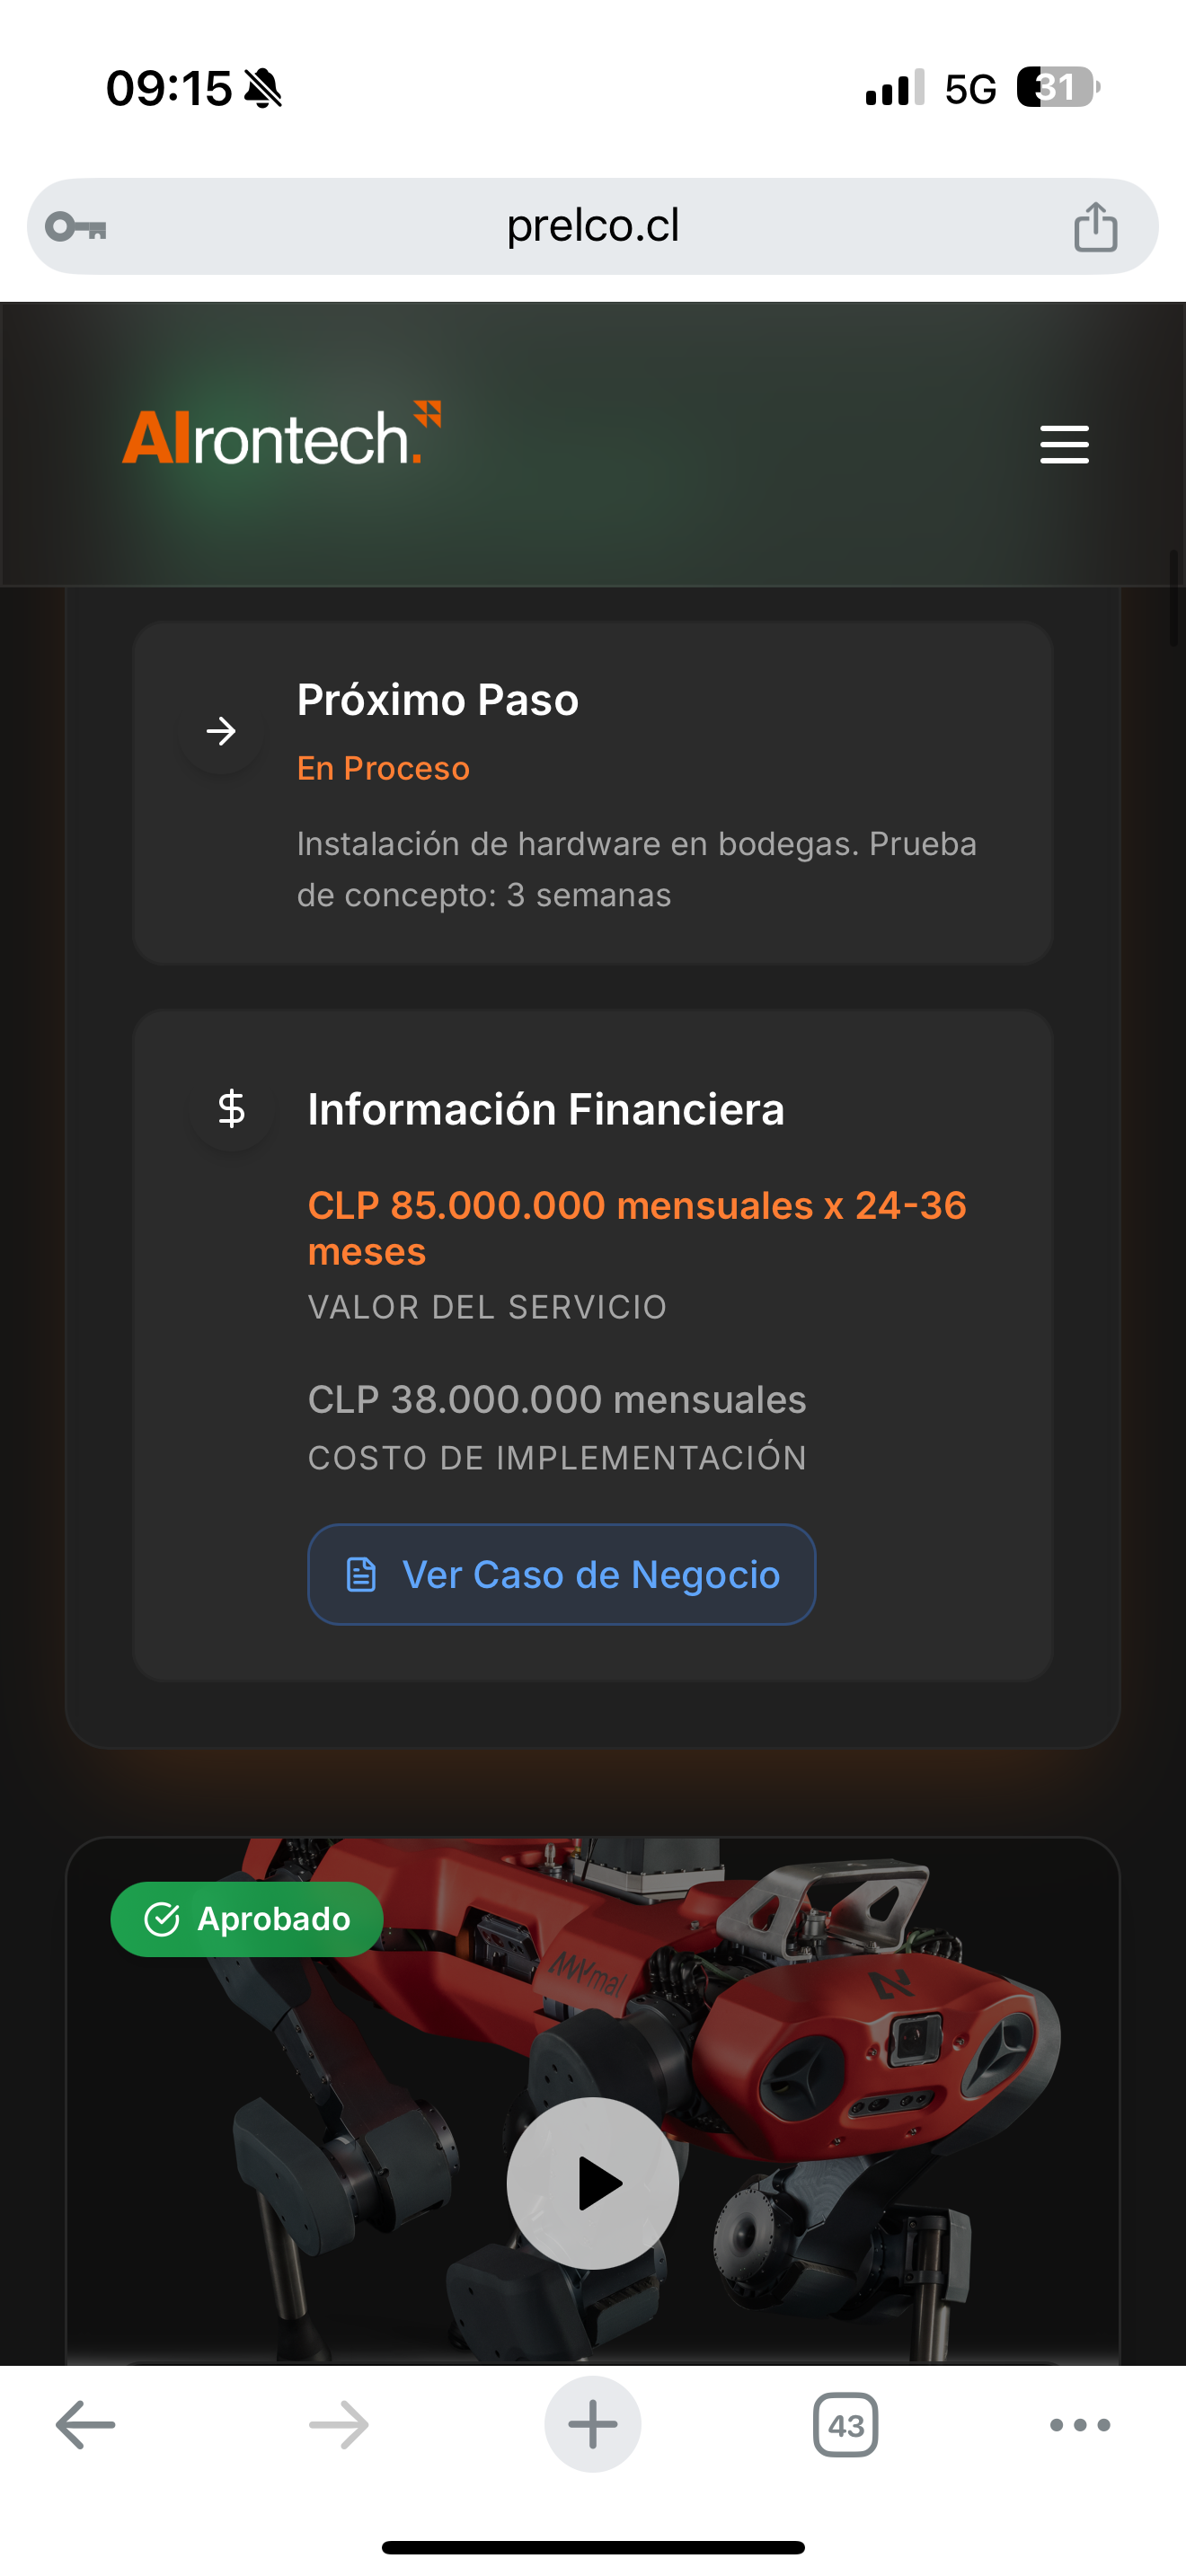 09:15
5G
31
prelco.cl
AIrontech.
Próximo Paso
En Proceso
Instalación de hardware en bodegas. Prueba
de concepto: 3 semanas
$
Información Financiera
CLP 85.000.000 mensuales x 24-36
meses
VALOR DEL SERVICIO
CLP 38.000.000 mensuales
COSTO DE IMPLEMENTACIÓN
Ver Caso de Negocio
Aprobado
ANYmal
43